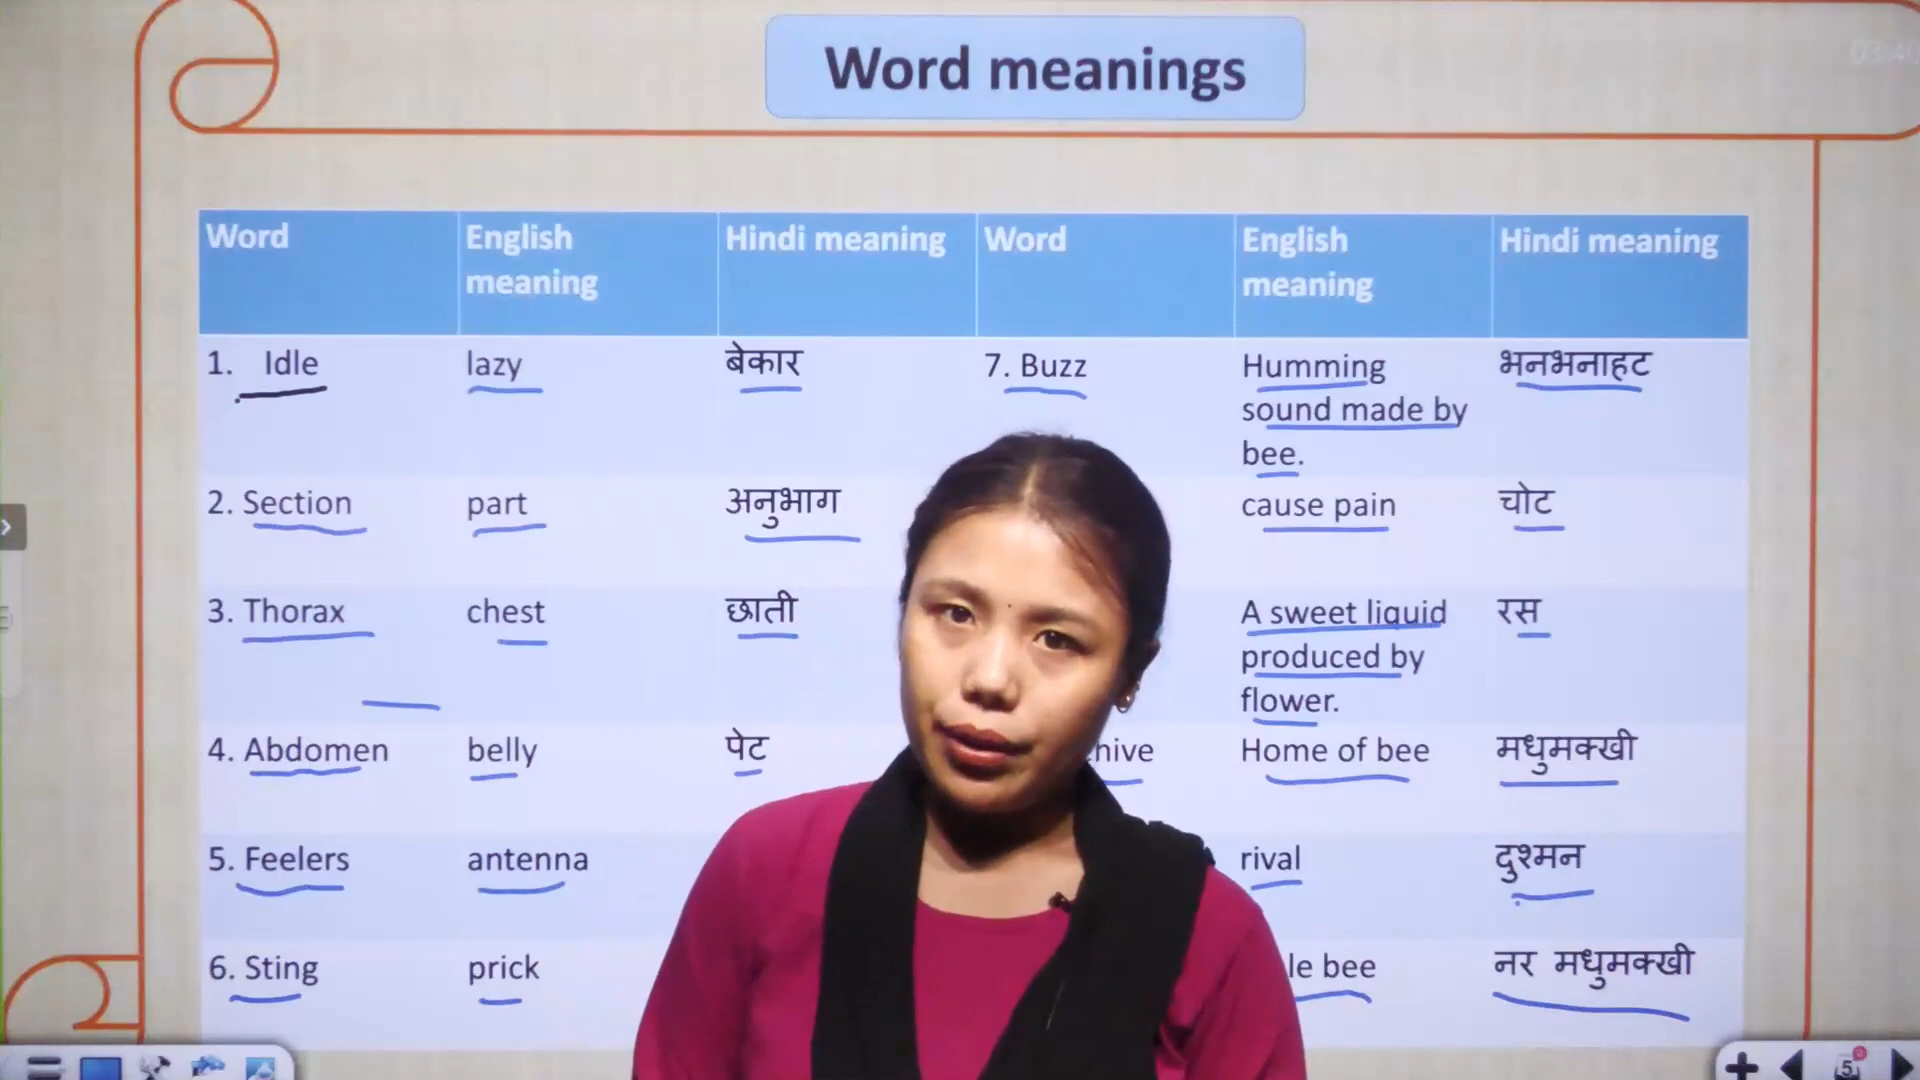 Word meanings
Word
English
meaning
Hindi meaning
Word
English
meaning
Hindi meaning
1. Idle
lazy
बेकार
7. Buzz
Humming
sound made by
bee.
भनभनाहट
2. Section
part
अनुभाग
cause pain
चोट
3. Thorax
chest
छाती
A sweet liquid
produced by
flower.
रस
4. Abdomen
belly
पेट
hive
Home of bee
मधुमक्खी
5. Feelers
antenna
rival
दुश्मन
6. Sting
prick
le bee
नर मधुमक्खी
5